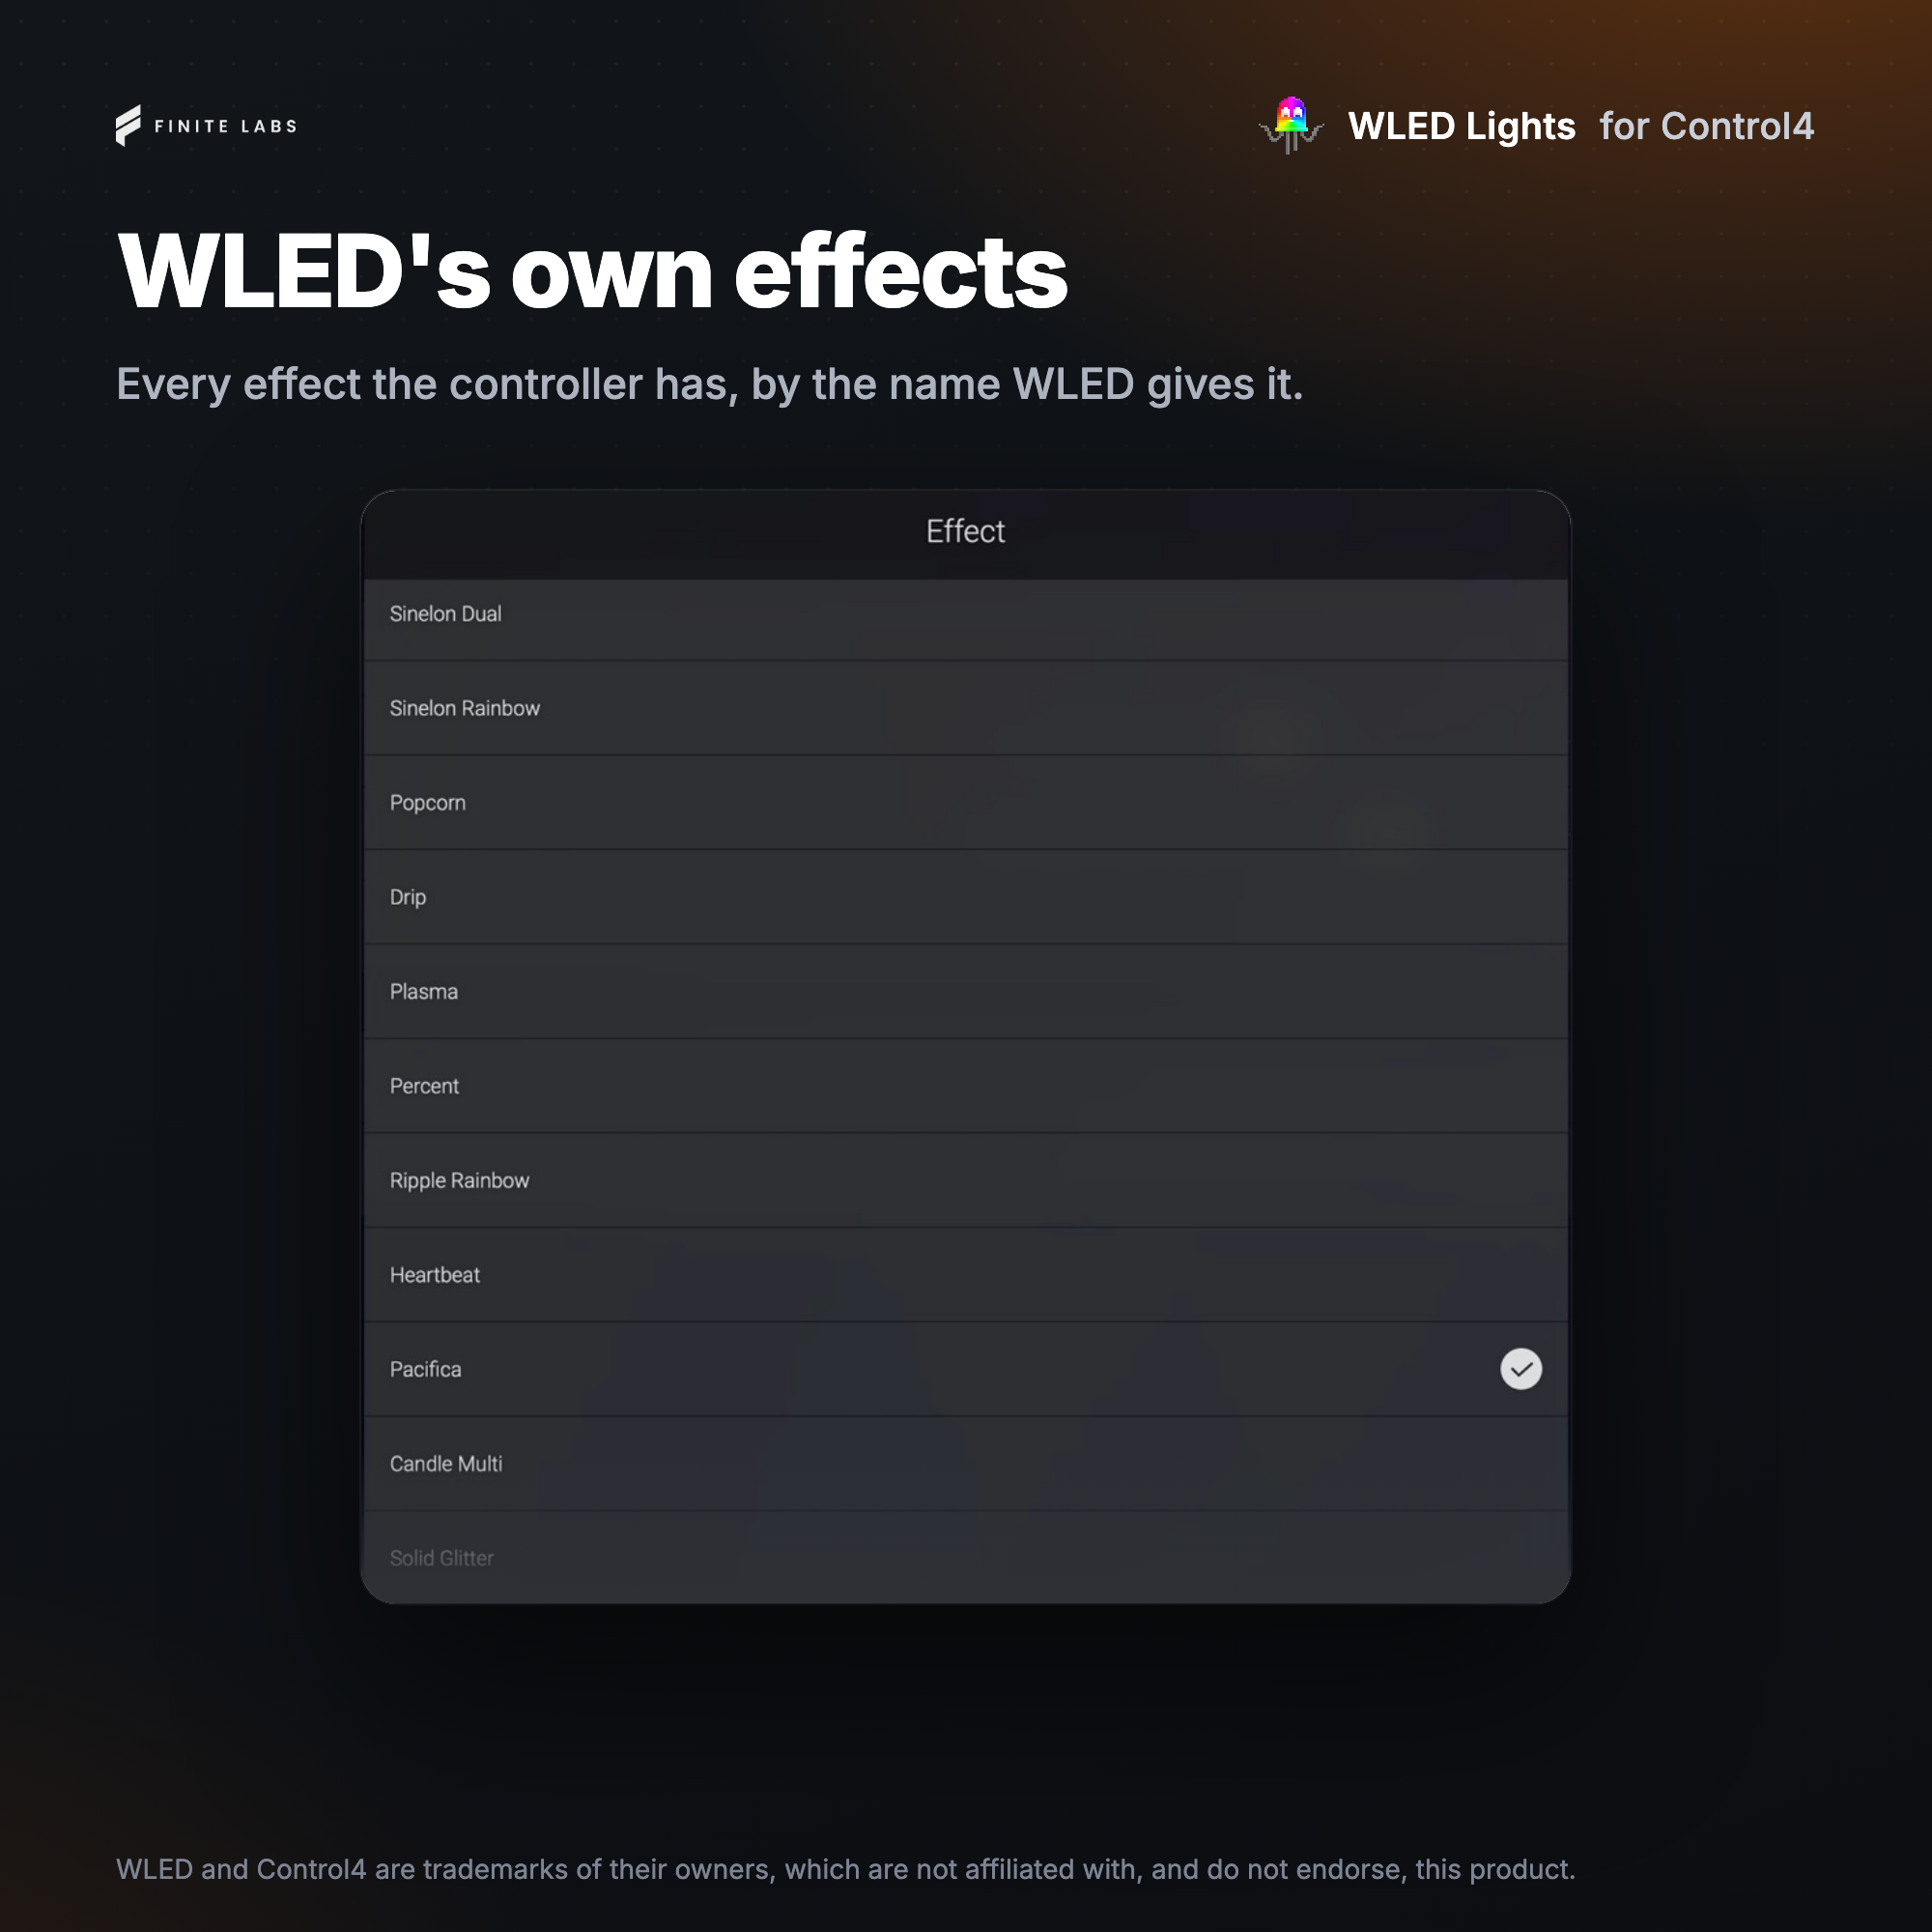 FINITE LABS
WLED Lights for Control4
WLED's own effects
Every effect the controller has, by the name WLED gives it.
Effect
Sinelon Dual
Sinelon Rainbow
Popcorn
Drip
Plasma
Percent
Ripple Rainbow
Heartbeat
Pacifica
Candle Multi
Solid Glitter
WLED and Control4 are trademarks of their owners, which are not affiliated with, and do not endorse, this product.